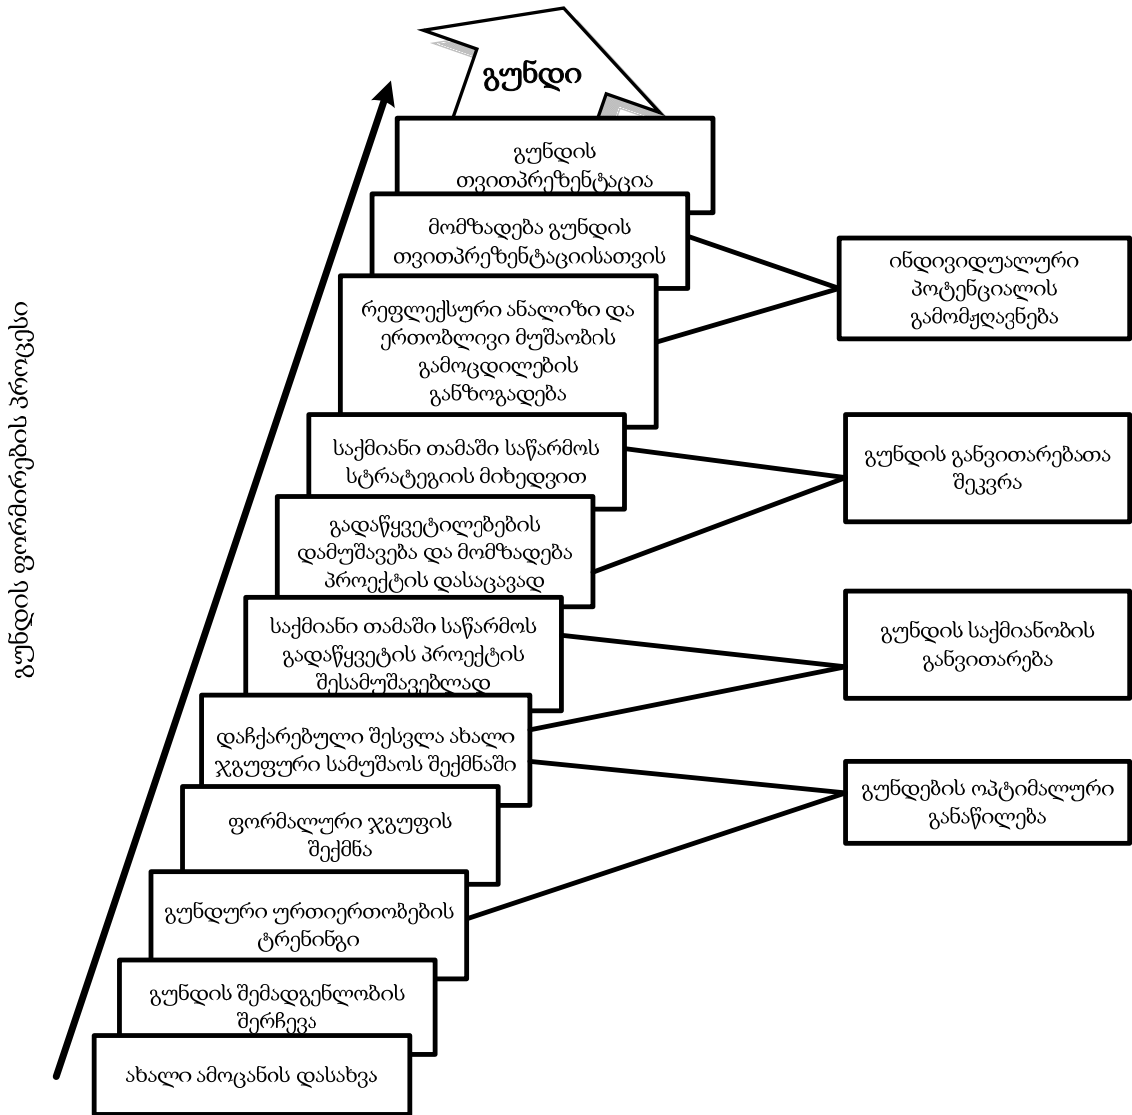 გუნდი
გუნდის
თვითპრეზენტაცია
მომზადება გუნდის
თვითპრეზენტაციისათვის
რეფლექსური ანალიზი და
ერთობლივი მუშაობის
გამოცდილების
განზოგადება
საქმიანი თამაში საწარმოს
სტრატეგიის მიხედვით
გადაწყვეტილებების
დამუშავება და მომზადება
პროექტის დასაცავად
საქმიანი თამაში საწარმოს
გადაწყვეტის პროექტის
შესამუშავებლად
დაჩქარებული შესვლა ახალი
ჯგუფური სამუშაოს შექმნაში
ფორმალური ჯგუფის
შექმნა
გუნდური ურთიერთობების
ტრენინგი
გუნდის შემადგენლობის
შერჩევა
ახალი ამოცანის დასახვა
ინდივიდუალური
პოტენციალის
გამომჟღავნება
გუნდის განვითარებათა
შეკვრა
გუნდის საქმიანობის
განვითარება
გუნდების ოპტიმალური
განაწილება
გუნდის ფორმირების პროცესი